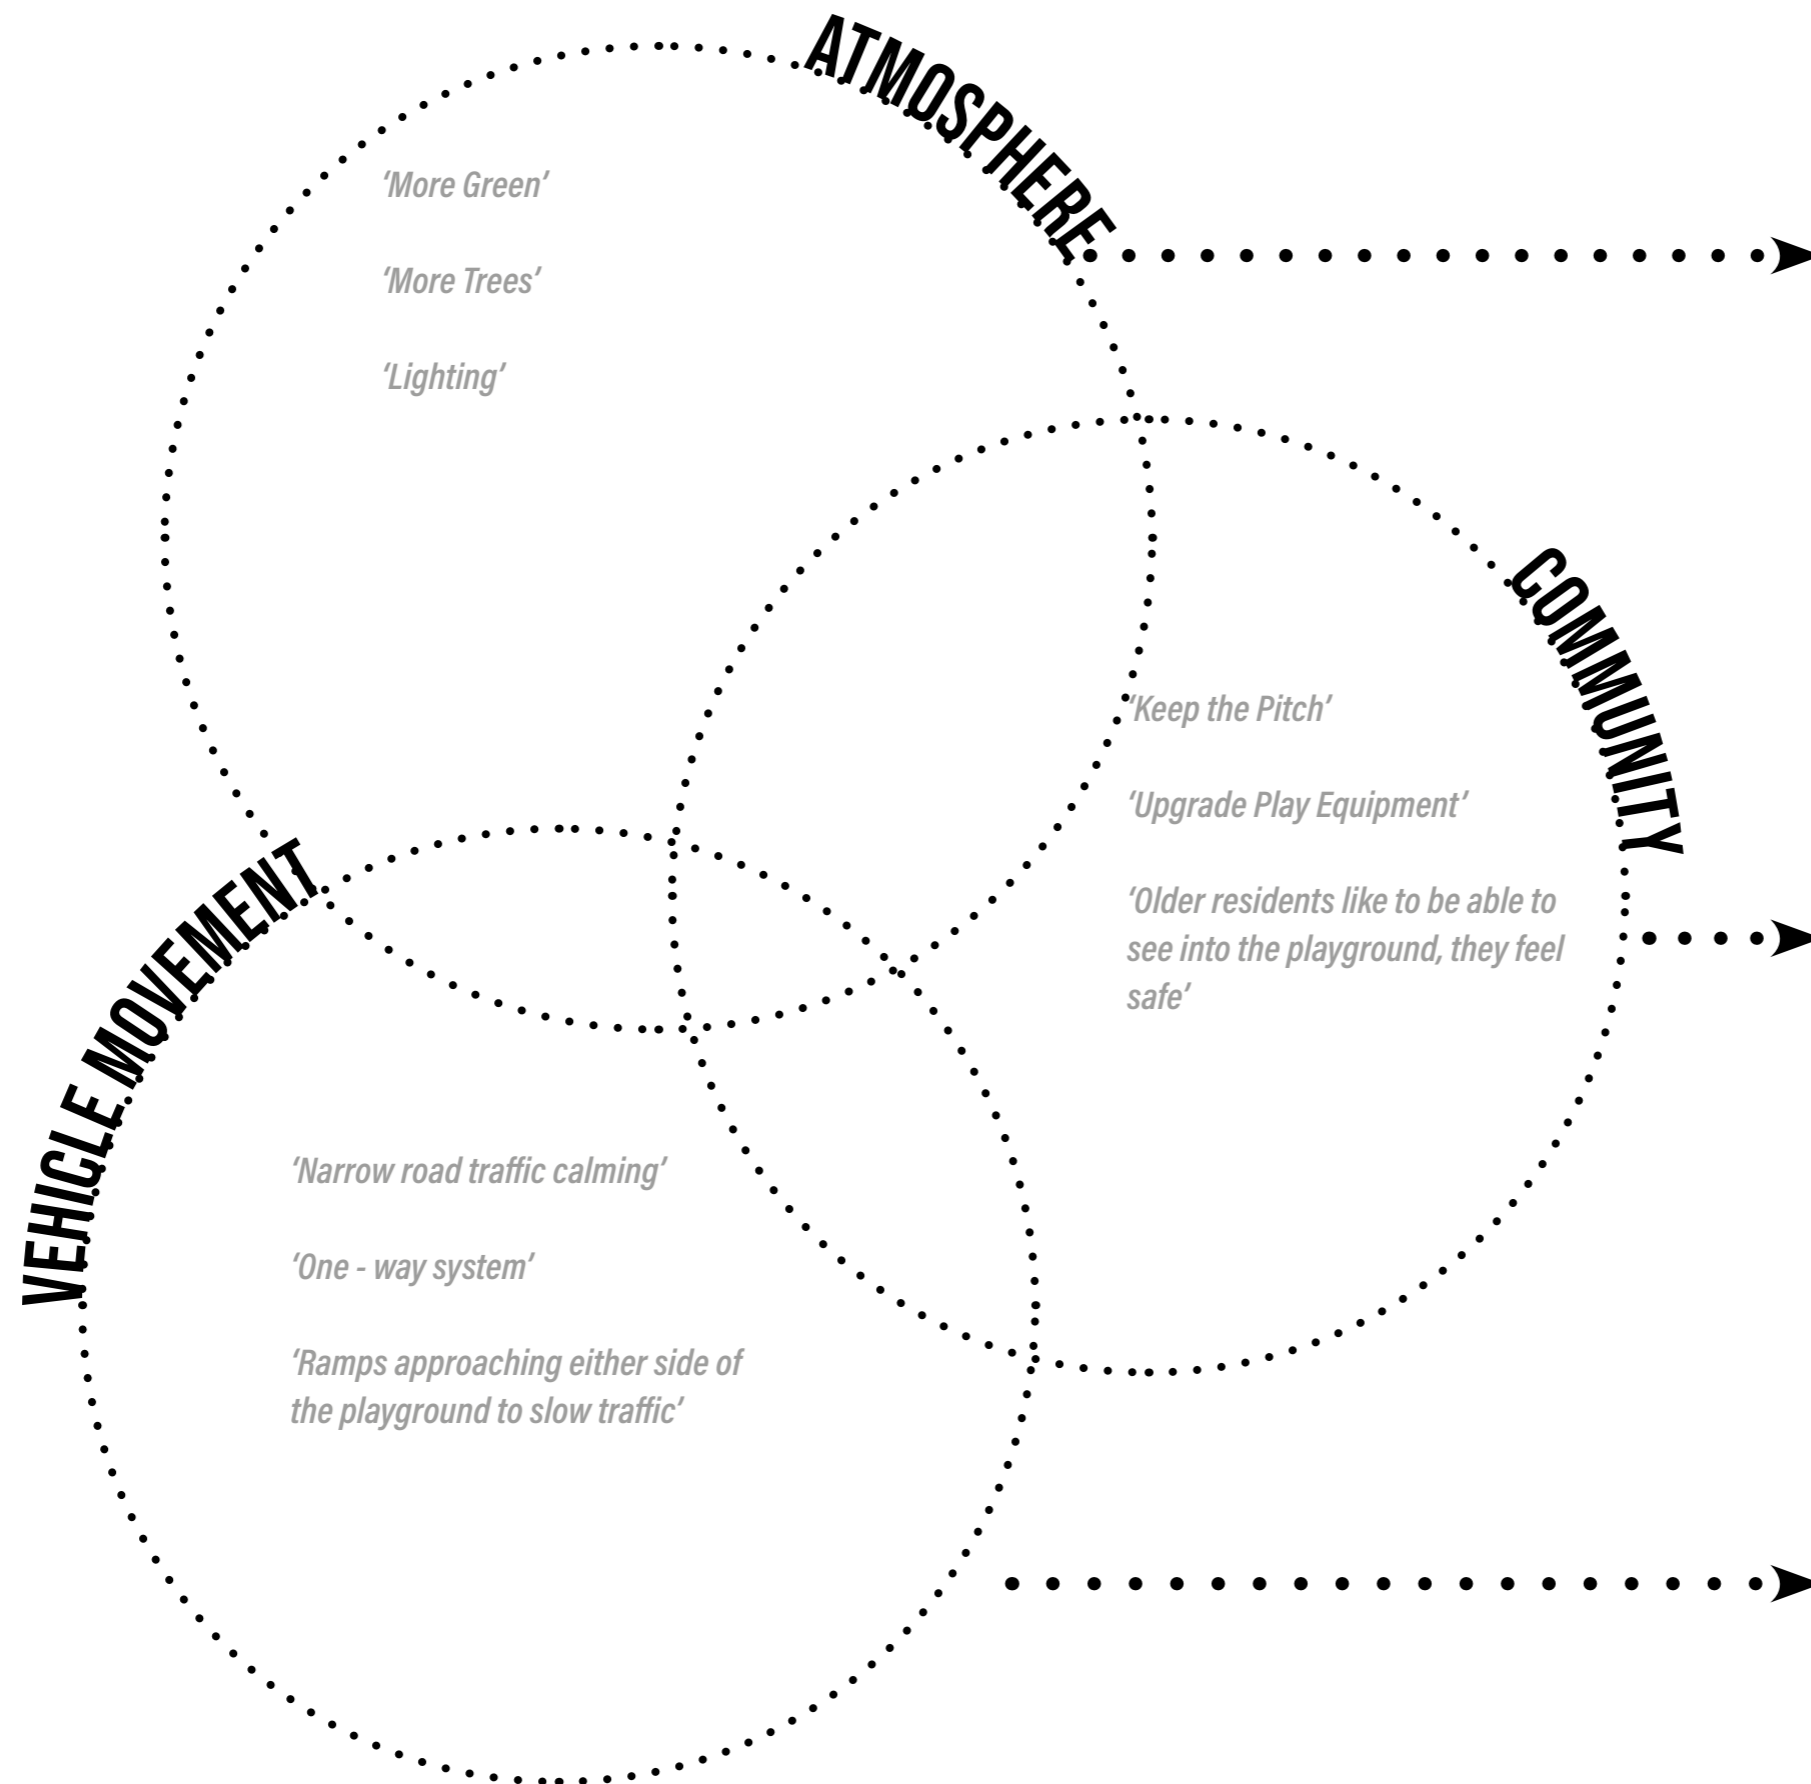 ATMOSPHERE
‘More Green’
‘More Trees’
‘Lighting’
COMMUNITY
‘Keep the Pitch’
‘Upgrade Play Equipment’
‘Older residents like to be able to
see into the playground, they feel
safe’
VEHICLE MOVEMENT
‘Narrow road traffic calming’
‘One - way system’
‘Ramps approaching either side of
the playground to slow traffic’